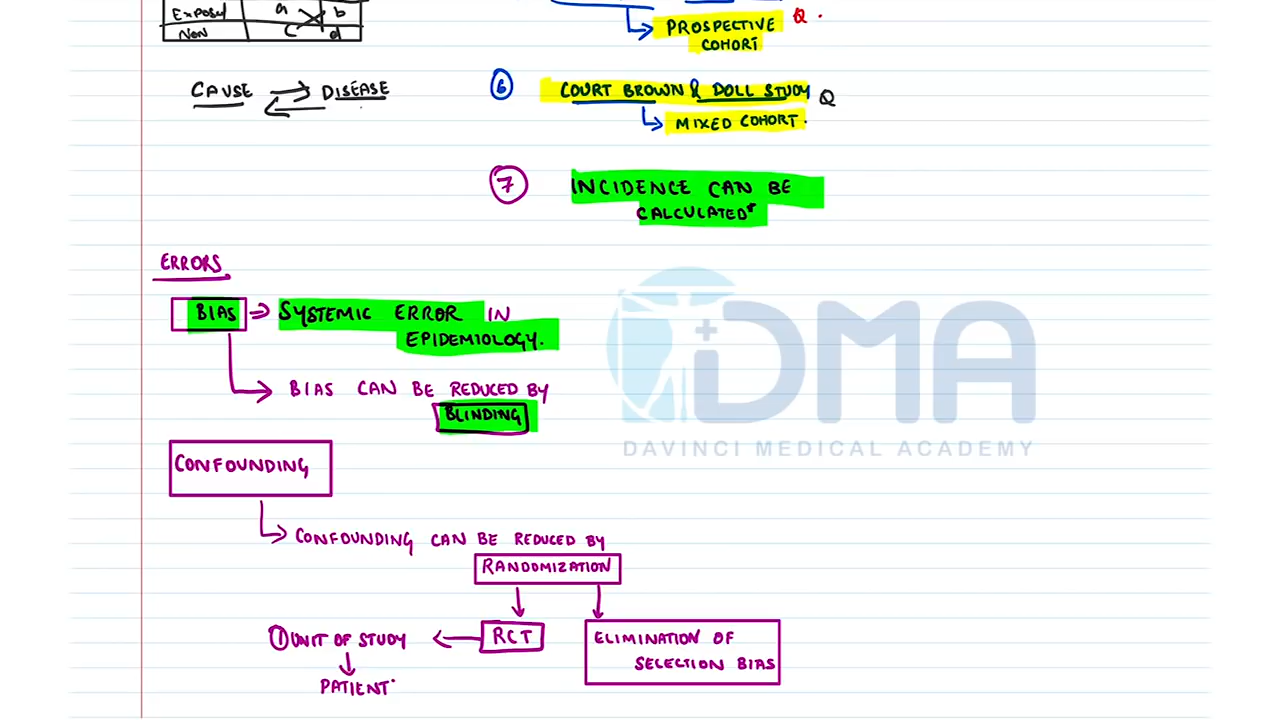 Exposed a b
Non c d
PROSPECTIVE Q.
COHORT
CAUSE DISEASE
6 COURT BROWN & DOLL STUDY Q
MIXED COHORT.
7 INCIDENCE CAN BE
CALCULATED*
ERRORS
BIAS ⇒ SYSTEMIC ERROR IN
EPIDEMIOLOGY.
BIAS CAN BE REDUCED BY
BLINDING
CONFOUNDING
CONFOUNDING CAN BE REDUCED BY
RANDOMIZATION
1 UNIT OF STUDY RCT ELIMINATION OF
SELECTION BIAS
PATIENT
DMA
DAVINCI MEDICAL ACADEMY